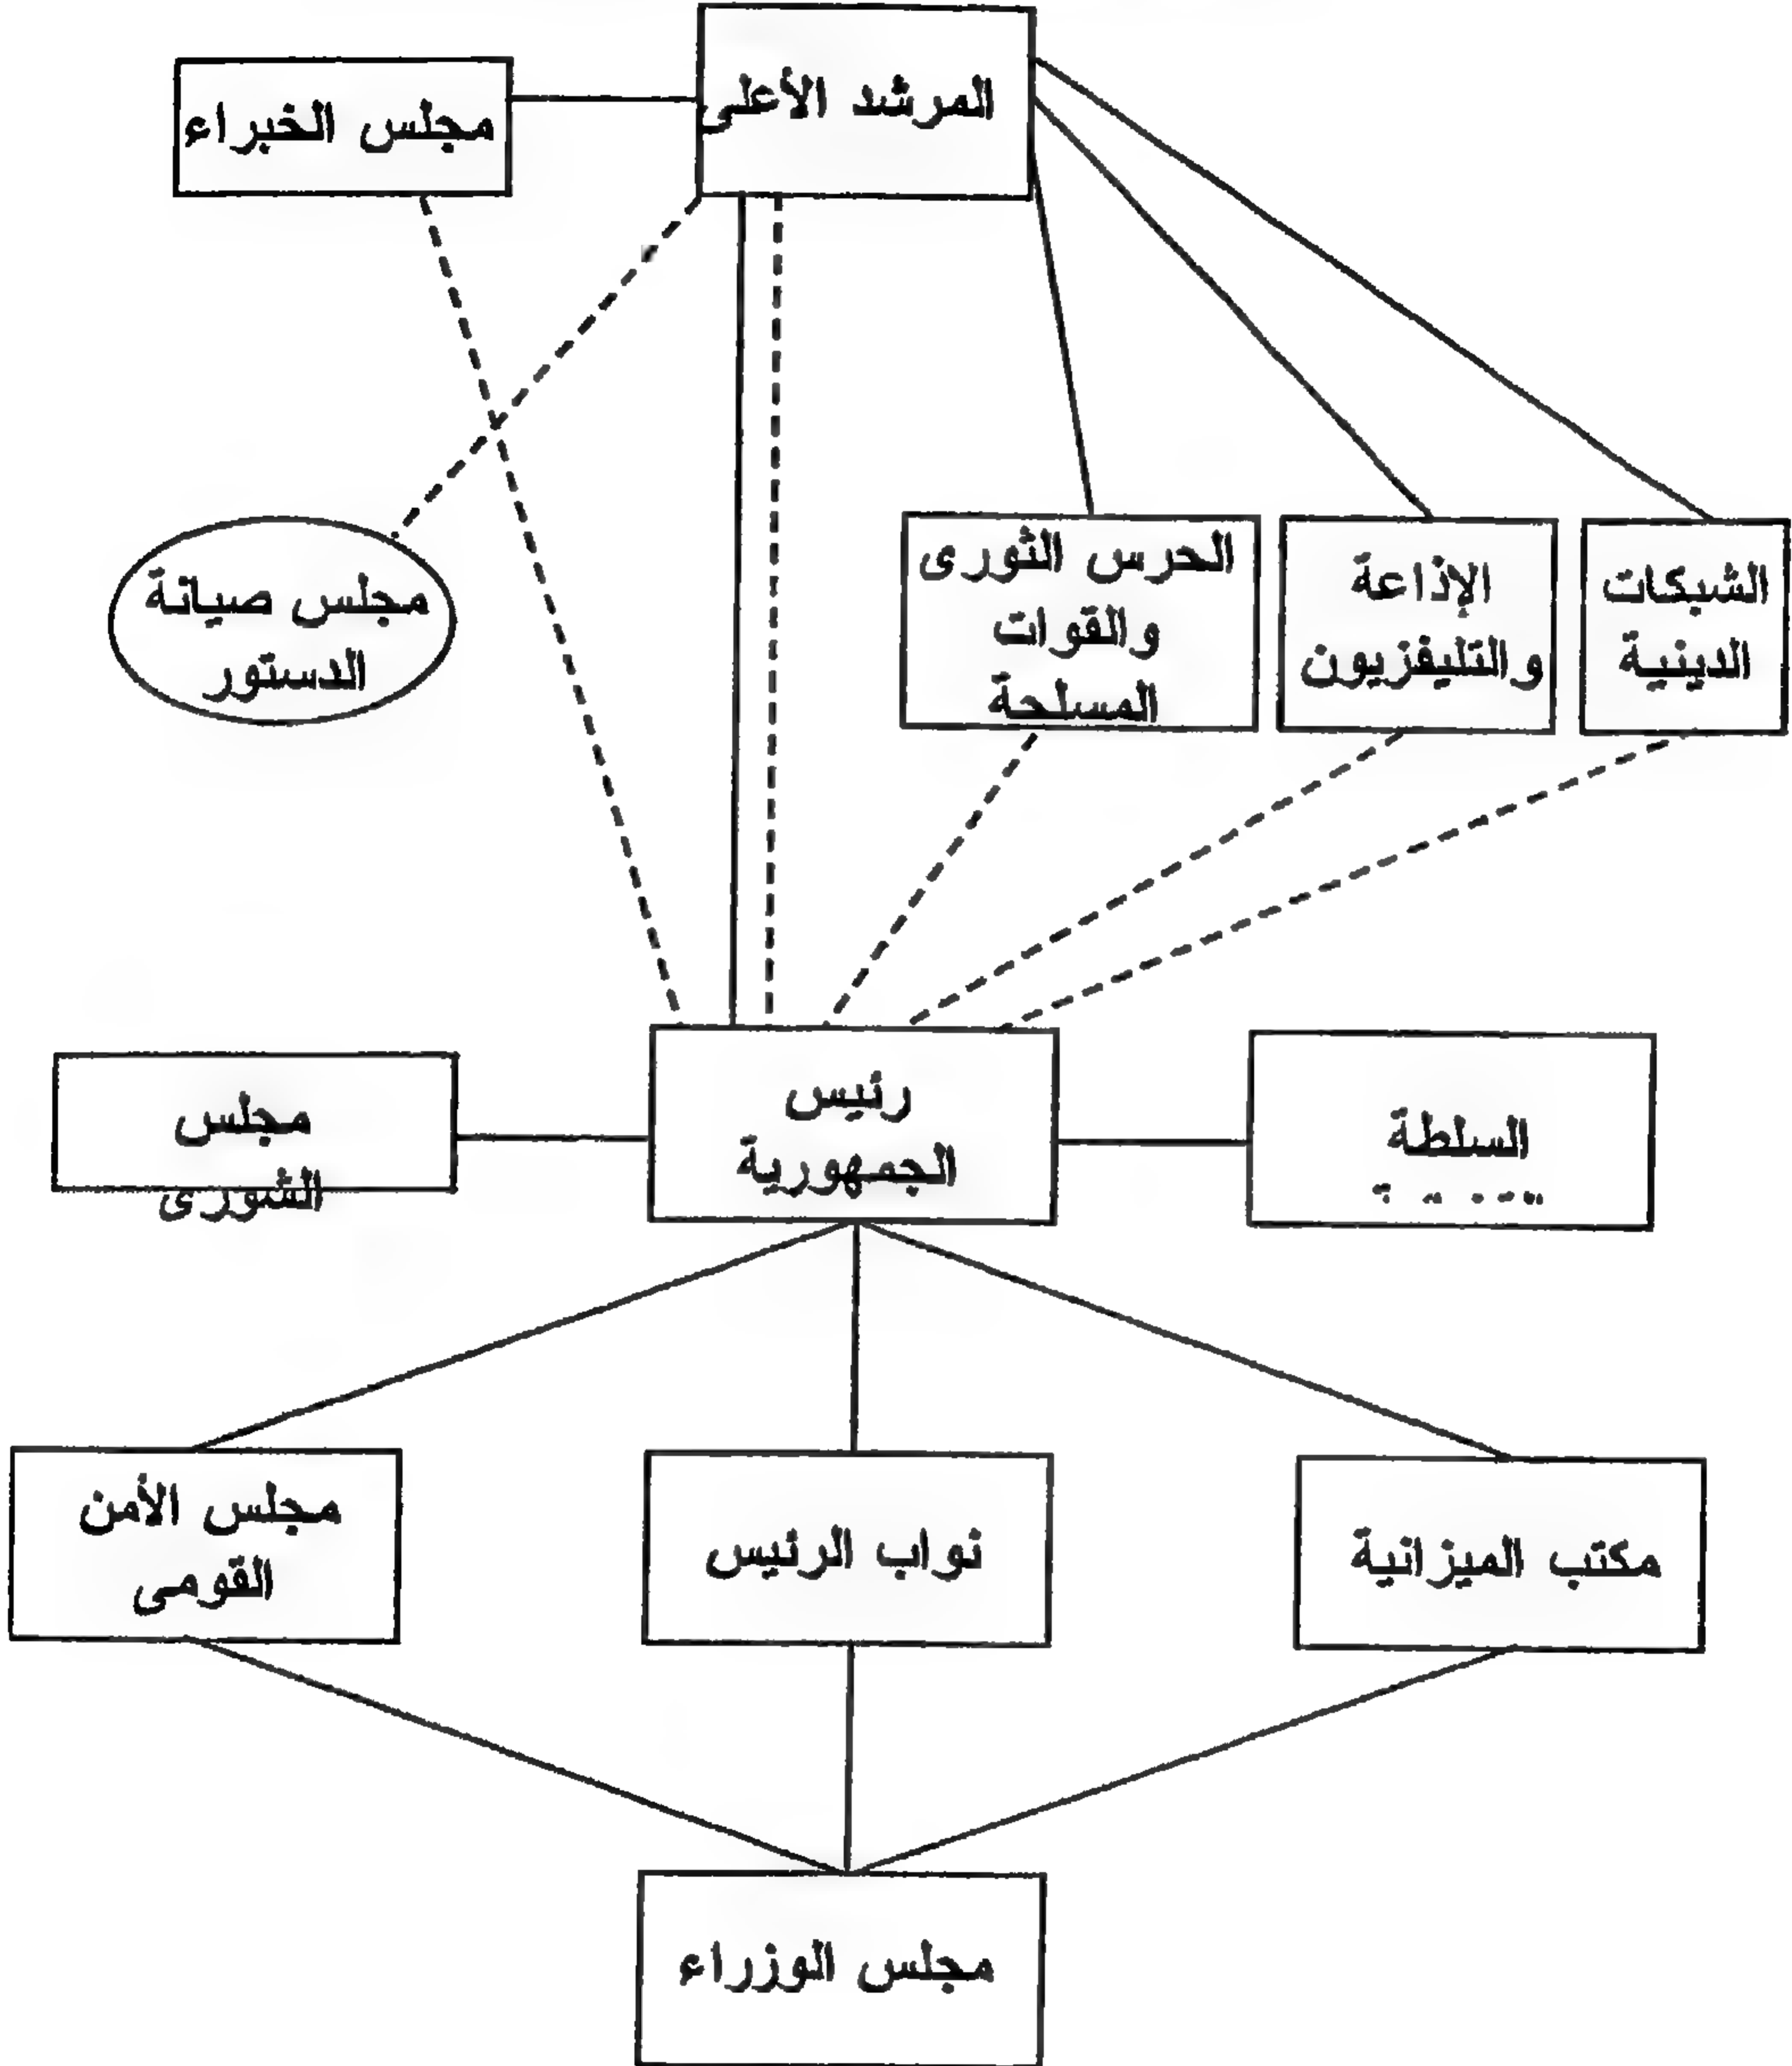 المرشد الأعلى
مجلس الخبراء
الشبكات
الدينية
الإذاعة
والتليفزيون
الحرس الثورى
والقوات
المسلحة
مجلس صيانة
الدستور
السلطة
رئيس
الجمهورية
مجلس
الشورى
مكتب الميزانية
نواب الرئيس
مجلس الأمن
القومى
مجلس الوزراء